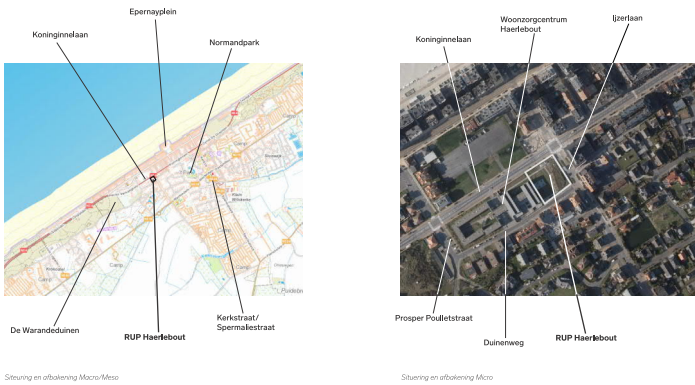 Epernayplein
Koninginnelaan
Normandpark
De Warandeduinen
RUP Haerlebout
Kerkstraat/
Spermaliestraat
Siteuring en afbakening Macro/Meso
Woonzorgcentrum
Haerlebout
Ijzerlaan
Koninginnelaan
Prosper Poulletstraat
Duinenweg
RUP Haerlebout
Situering en afbakening Micro